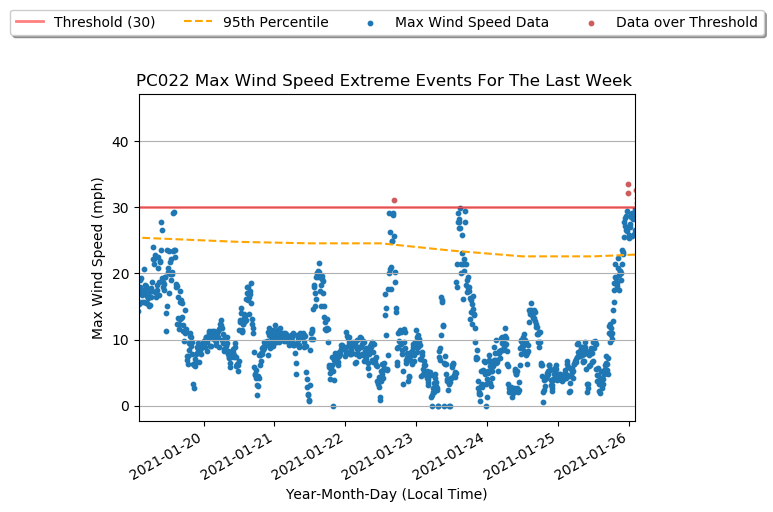 Threshold (30) 95th Percentile Max Wind Speed Data Data over Threshold
PC022 Max Wind Speed Extreme Events For The Last Week
Max Wind Speed (mph)
40
30
20
10
0
2021-01-20 2021-01-21 2021-01-22 2021-01-23 2021-01-24 2021-01-25 2021-01-26
Year-Month-Day (Local Time)